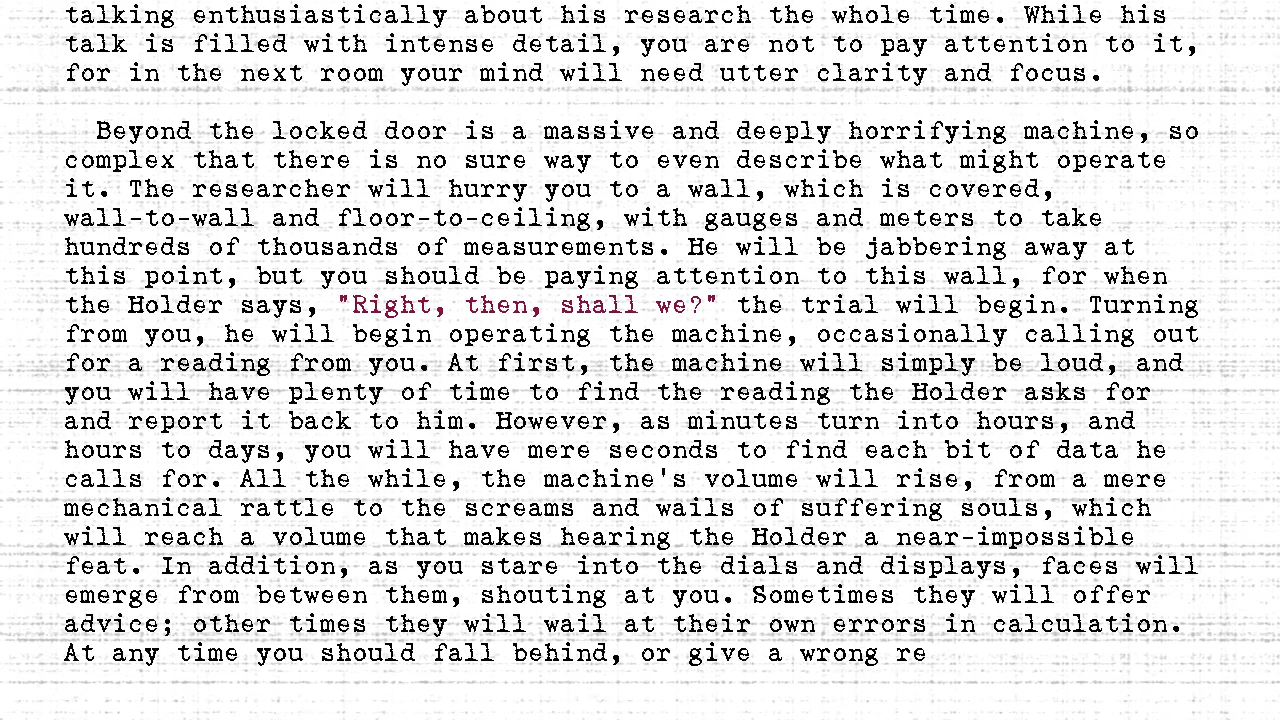 talking enthusiastically about his research the whole time. While his
talk is filled with intense detail, you are not to pay attention to it,
for in the next room your mind will need utter clarity and focus.
Beyond the locked door is a massive and deeply horrifying machine, so
complex that there is no sure way to even describe what might operate
it. The researcher will hurry you to a wall, which is covered,
wall-to-wall and floor-to-ceiling, with gauges and meters to take
hundreds of thousands of measurements. He will be jabbering away at
this point, but you should be paying attention to this wall, for when
the Holder says, "Right, then, shall we?" the trial will begin. Turning
from you, he will begin operating the machine, occasionally calling out
for a reading from you. At first, the machine will simply be loud, and
you will have plenty of time to find the reading the Holder asks for
and report it back to him. However, as minutes turn into hours, and
hours to days, you will have mere seconds to find each bit of data he
calls for. All the while, the machine's volume will rise, from a mere
mechanical rattle to the screams and wails of suffering souls, which
will reach a volume that makes hearing the Holder a near-impossible
feat. In addition, as you stare into the dials and displays, faces will
emerge from between them, shouting at you. Sometimes they will offer
advice; other times they will wail at their own errors in calculation.
At any time you should fall behind, or give a wrong re